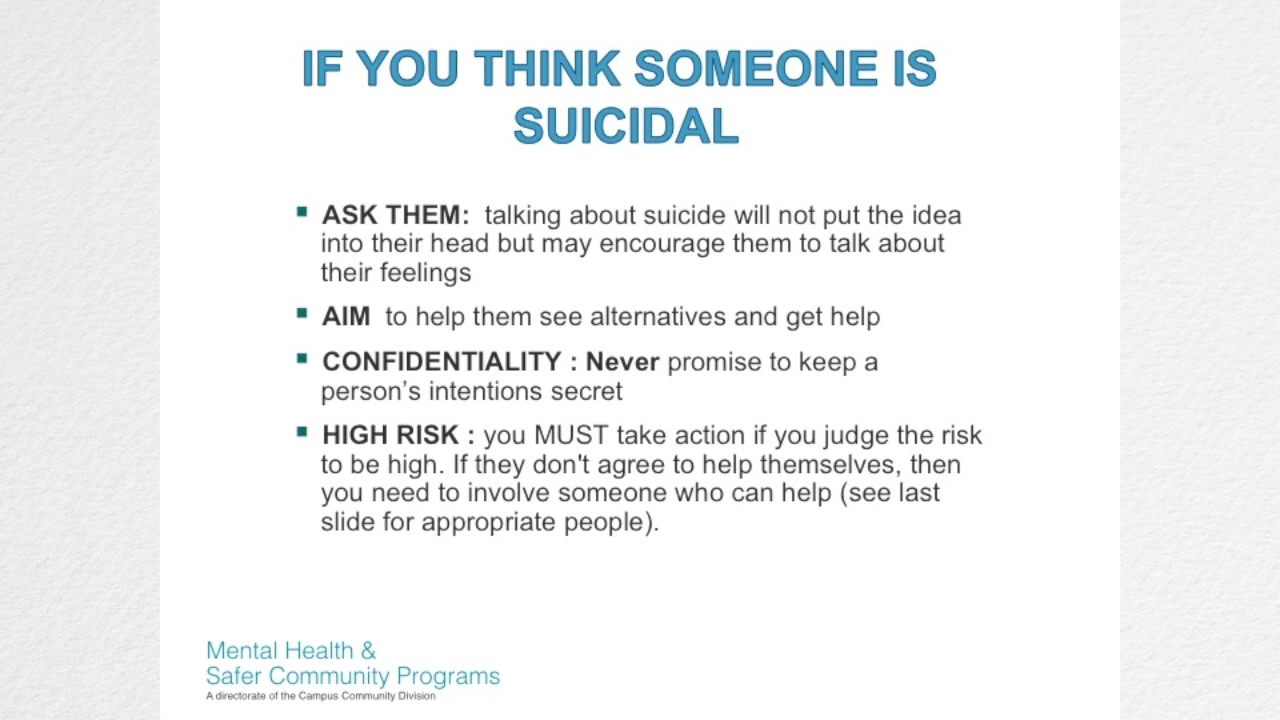 IF YOU THINK SOMEONE IS
SUICIDAL
ASK THEM: talking about suicide will not put the idea
into their head but may encourage them to talk about
their feelings
AIM to help them see alternatives and get help
CONFIDENTIALITY : Never promise to keep a
person’s intentions secret
HIGH RISK : you MUST take action if you judge the risk
to be high. If they don't agree to help themselves, then
you need to involve someone who can help (see last
slide for appropriate people).
Mental Health &
Safer Community Programs
A directorate of the Campus Community Division